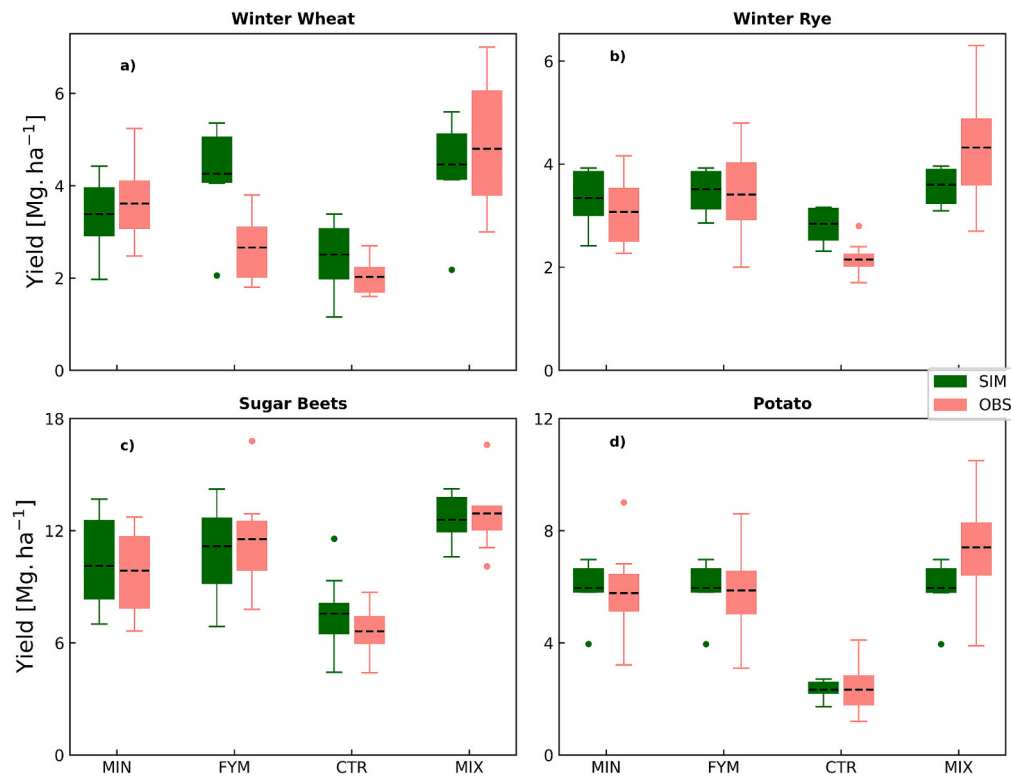 Winter Wheat
Winter Rye
a)
b)
Yield [Mg. ha⁻¹]
6
4
2
0
6
4
2
0
SIM
OBS
Sugar Beets
Potato
c)
d)
Yield [Mg. ha⁻¹]
18
12
6
0
12
8
4
0
MIN FYM CTR MIX
MIN FYM CTR MIX